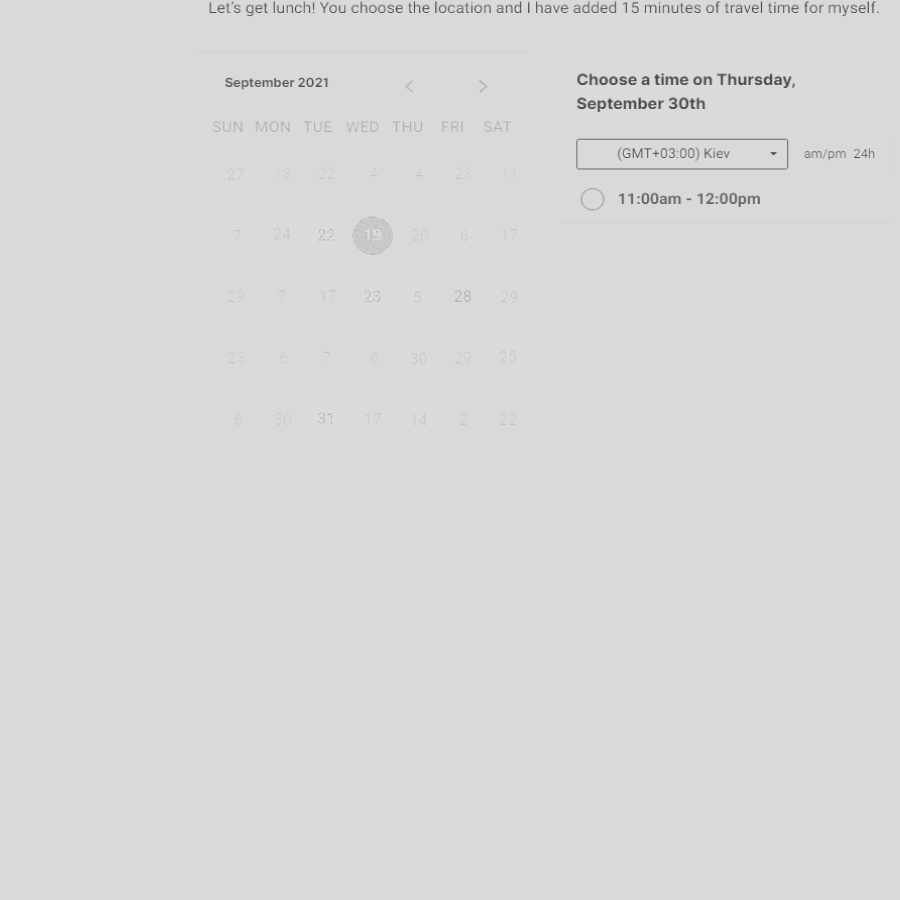 Let's get lunch! You choose the location and I have added 15 minutes of travel time for myself.
September 2021
SUN MON TUE WED THU FRI SAT
27 18 22 4 4 23 11
7 24 22 19 20 6 17
29 7 17 23 5 28 29
23 6 7 6 30 29 25
6 30 31 17 14 2 22
Choose a time on Thursday,
September 30th
(GMT+03:00) Kiev am/pm 24h
11:00am - 12:00pm